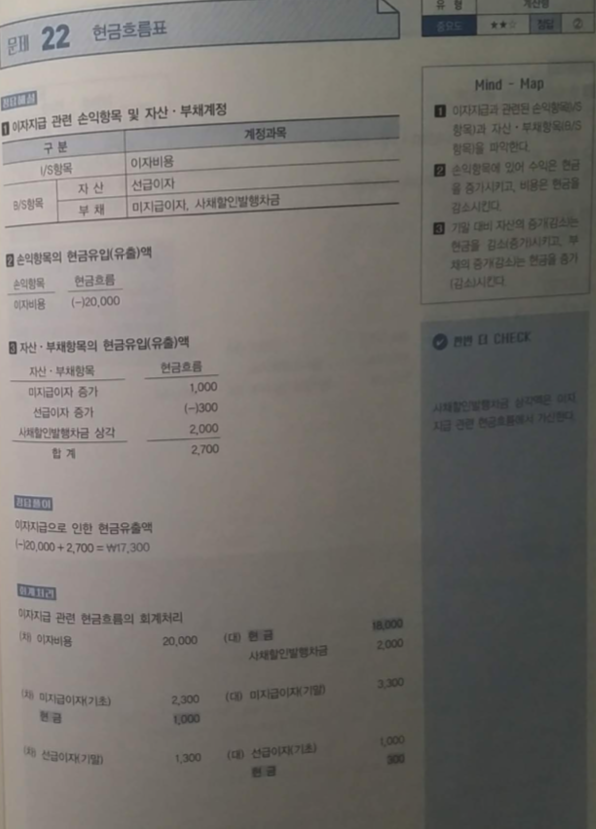 유 형
계산형
중요도 ★★☆ 정답 ②
문제 22 현금흐름표
정답해설
1 이자지급 관련 손익항목 및 자산 · 부채계정
구 분 계정과목
I/S항목 이자비용
B/S항목 자 산 선급이자
부 채 미지급이자, 사채할인발행차금
2 손익항목의 현금유입(유출)액
손익항목 현금흐름
이자비용 (-)20,000
3 자산 · 부채항목의 현금유입(유출)액
자산 · 부채항목 현금흐름
미지급이자 증가 1,000
선급이자 증가 (-)300
사채할인발행차금 상각 2,000
합 계 2,700
정답풀이
이자지급으로 인한 현금유출액
(-)20,000 + 2,700 = ₩17,300
회계처리
이자지급 관련 현금흐름의 회계처리
(차) 이자비용 20,000 (대) 현 금 18,000
사채할인발행차금 2,000
(차) 미지급이자(기초) 2,300 (대) 미지급이자(기말) 3,300
현 금 1,000
(차) 선급이자(기말) 1,300 (대) 선급이자(기초) 1,000
현 금 300
Mind - Map
1 이자지급과 관련된 손익항목(I/S
항목)과 자산 · 부채항목(B/S
항목)을 파악한다.
2 손익항목에 있어 수익은 현금
을 증가시키고, 비용은 현금을
감소시킨다.
3 기말 대비 자산의 증가(감소)는
현금을 감소(증가)시키고, 부
채의 증가(감소)는 현금을 증가
(감소)시킨다.
한번 더 CHECK
사채할인발행차금 상각액은 이자
지급 관련 현금흐름에서 가산한다.